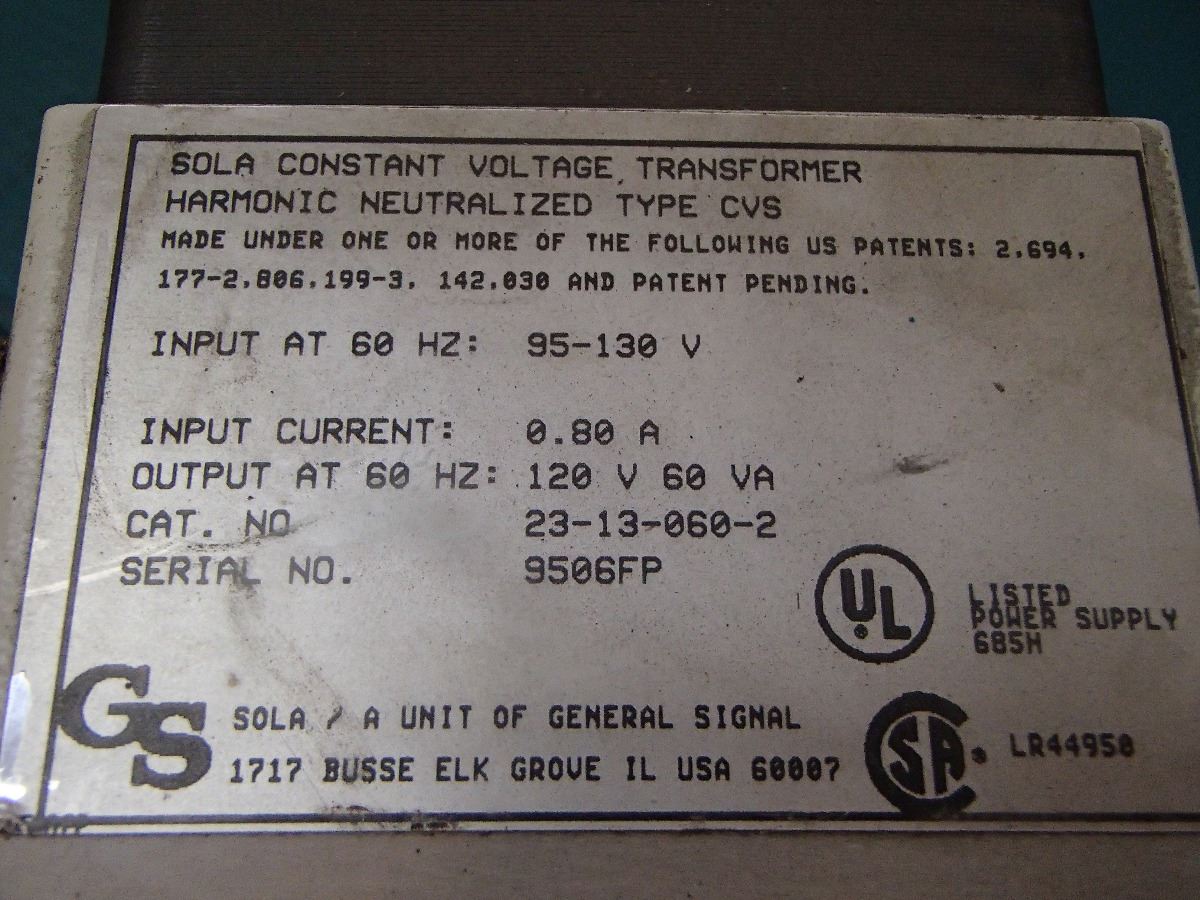 SOLA CONSTANT VOLTAGE TRANSFORMER
HARMONIC NEUTRALIZED TYPE CVS
MADE UNDER ONE OR MORE OF THE FOLLOWING US PATENTS: 2,694,
177-2,806,199-3, 142,030 AND PATENT PENDING.
INPUT AT 60 HZ: 95-130 V
INPUT CURRENT: 0.80 A
OUTPUT AT 60 HZ: 120 V 60 VA
CAT. NO 23-13-060-2
SERIAL NO. 9506FP
UL LISTED
POWER SUPPLY
685H
GS SOLA / A UNIT OF GENERAL SIGNAL
1717 BUSSE ELK GROVE IL USA 60007
SA LR44950